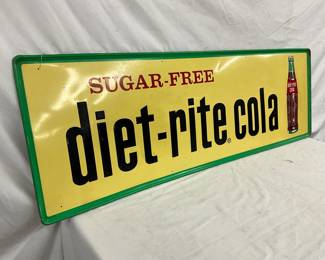 SUGAR-FREE
diet-rite cola
®